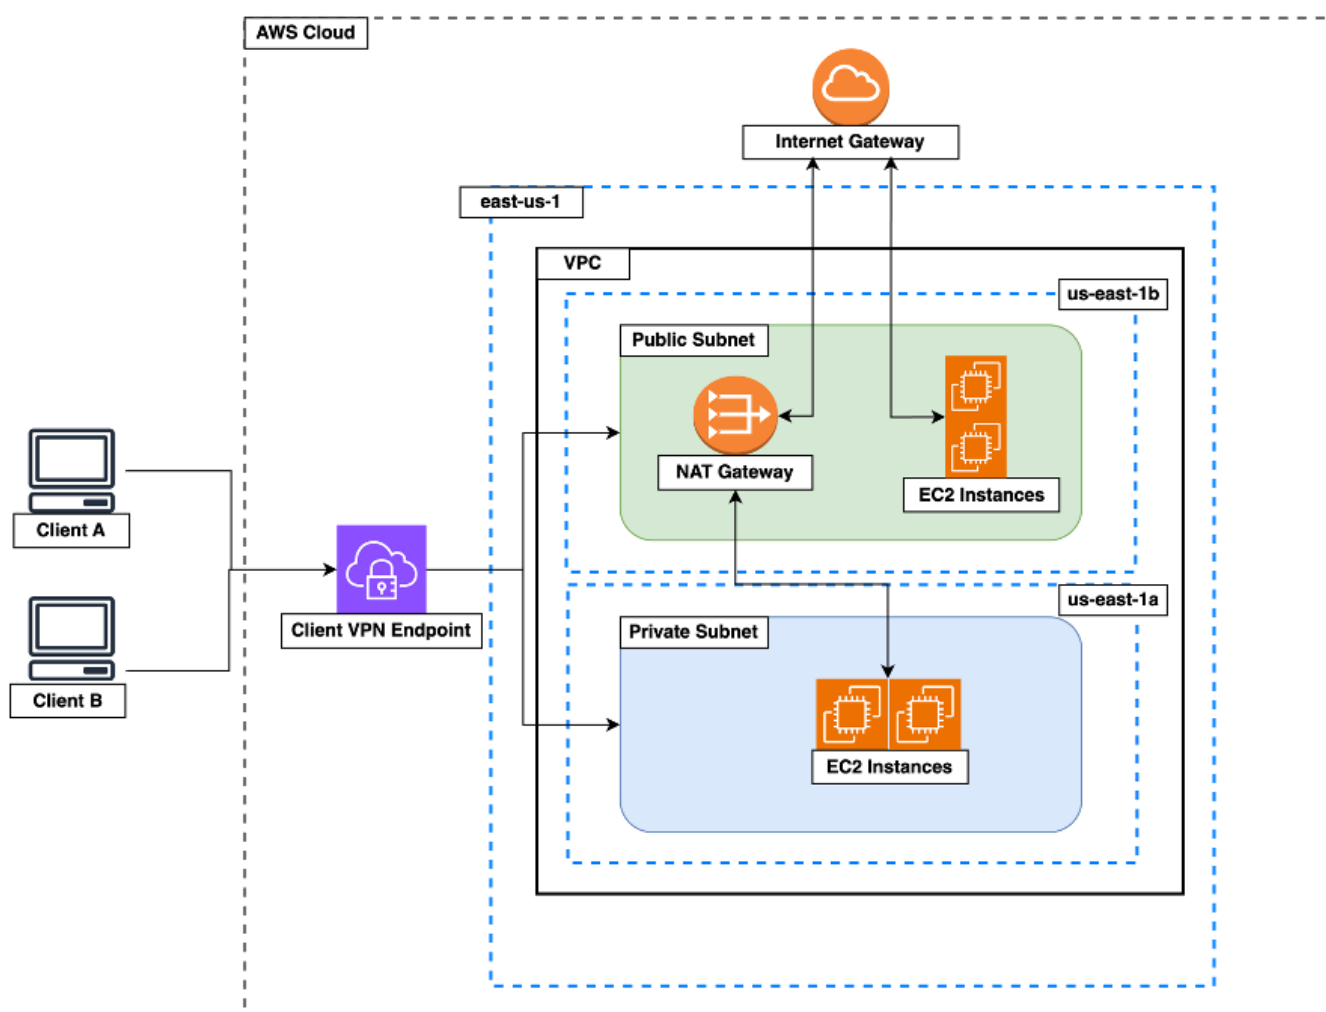 AWS Cloud
Internet Gateway
east-us-1
VPC
us-east-1b
Public Subnet
NAT Gateway
EC2 Instances
Client A
Client VPN Endpoint
us-east-1a
Private Subnet
Client B
EC2 Instances